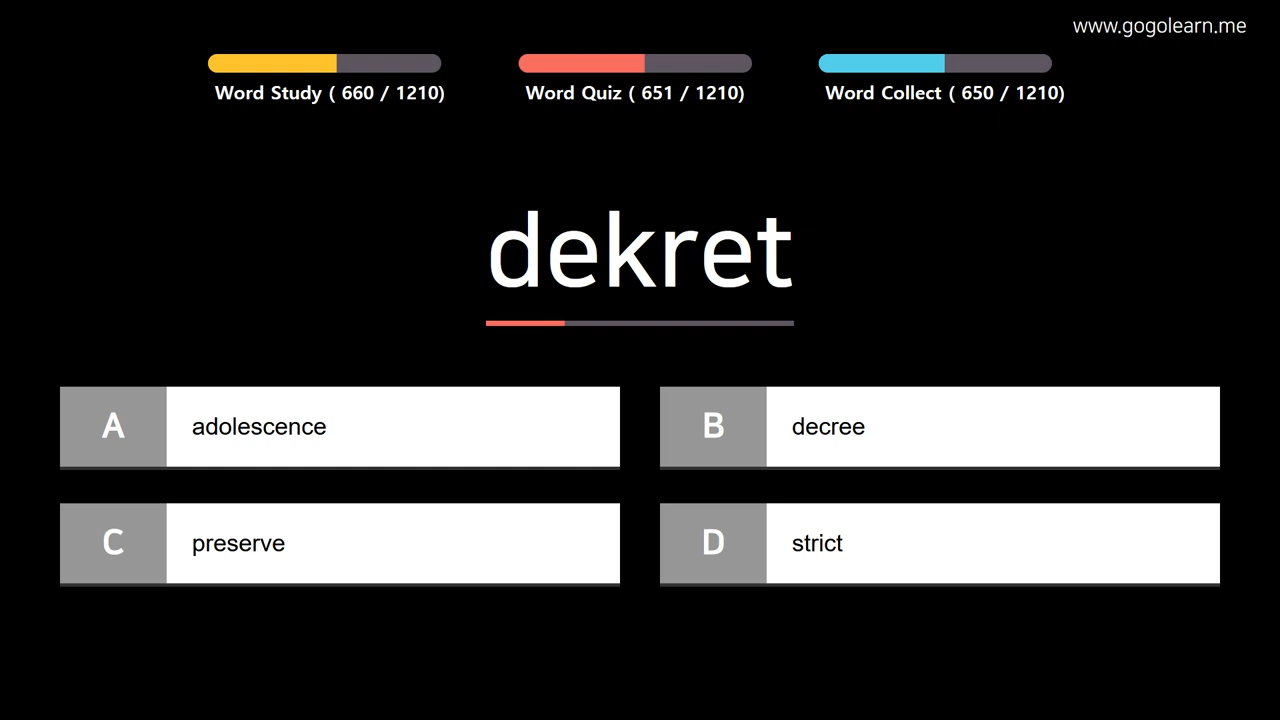 www.gogolearn.me
Word Study ( 660 / 1210)
Word Quiz ( 651 / 1210)
Word Collect ( 650 / 1210)
dekret
A adolescence
B decree
C preserve
D strict